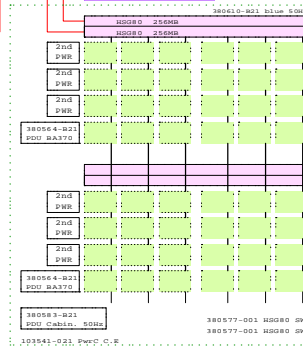 380610-B21 blue 50H
HSG80 256MB
HSG80 256MB
2nd
PWR
2nd
PWR
2nd
PWR
380564-B21
PDU BA370
2nd
PWR
2nd
PWR
2nd
PWR
380564-B21
PDU BA370
380583-B21
PDU Cabin. 50Hz
380577-001 HSG80 SW
380577-001 HSG80 SW
103541-021 PwrC C.E